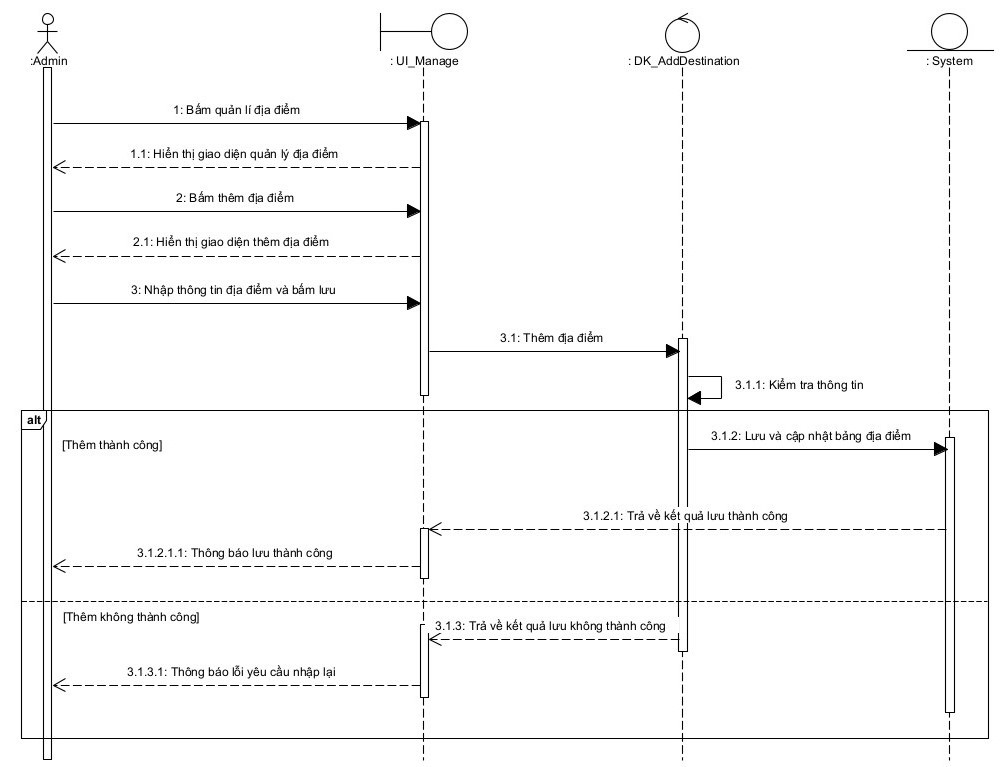 :Admin
: UI_Manage
: DK_AddDestination
: System
1: Bấm quản lí địa điểm
1.1: Hiển thị giao diện quản lý địa điểm
2: Bấm thêm địa điểm
2.1: Hiển thị giao diện thêm địa điểm
3: Nhập thông tin địa điểm và bấm lưu
3.1: Thêm địa điểm
3.1.1: Kiểm tra thông tin
alt
[Thêm thành công]
3.1.2: Lưu và cập nhật bảng địa điểm
3.1.2.1: Trả về kết quả lưu thành công
3.1.2.1.1: Thông báo lưu thành công
[Thêm không thành công]
3.1.3: Trả về kết quả lưu không thành công
3.1.3.1: Thông báo lỗi yêu cầu nhập lại